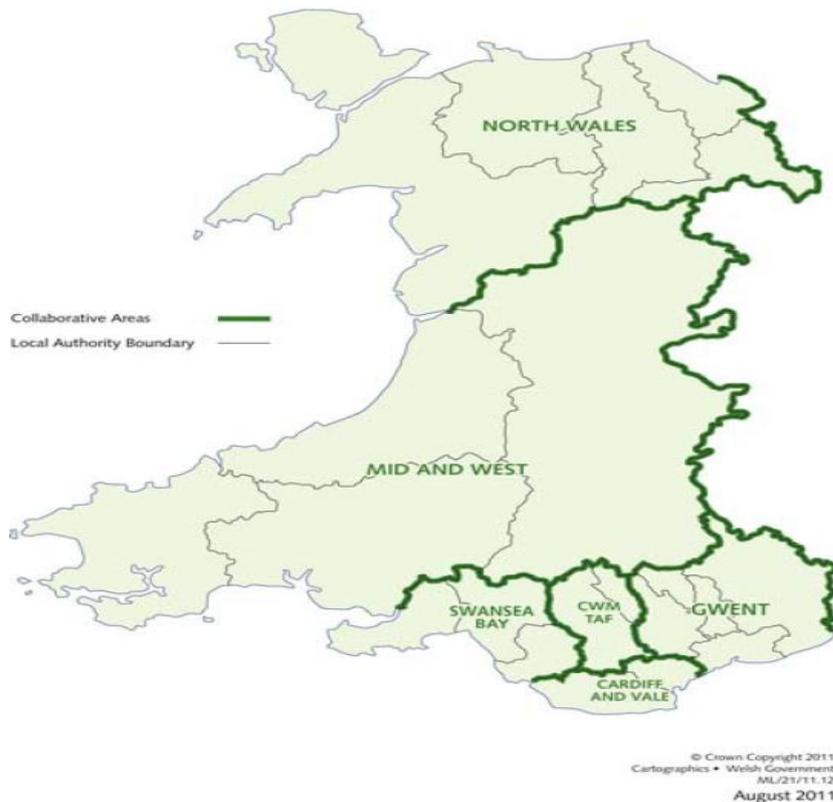 NORTH WALES
Collaborative Areas
Local Authority Boundary
MID AND WEST
SWANSEA
BAY
CWM
TAF
GWENT
CARDIFF
AND VALE
© Crown Copyright 2011
Cartographics • Welsh Government
ML/21/11.12
August 2011